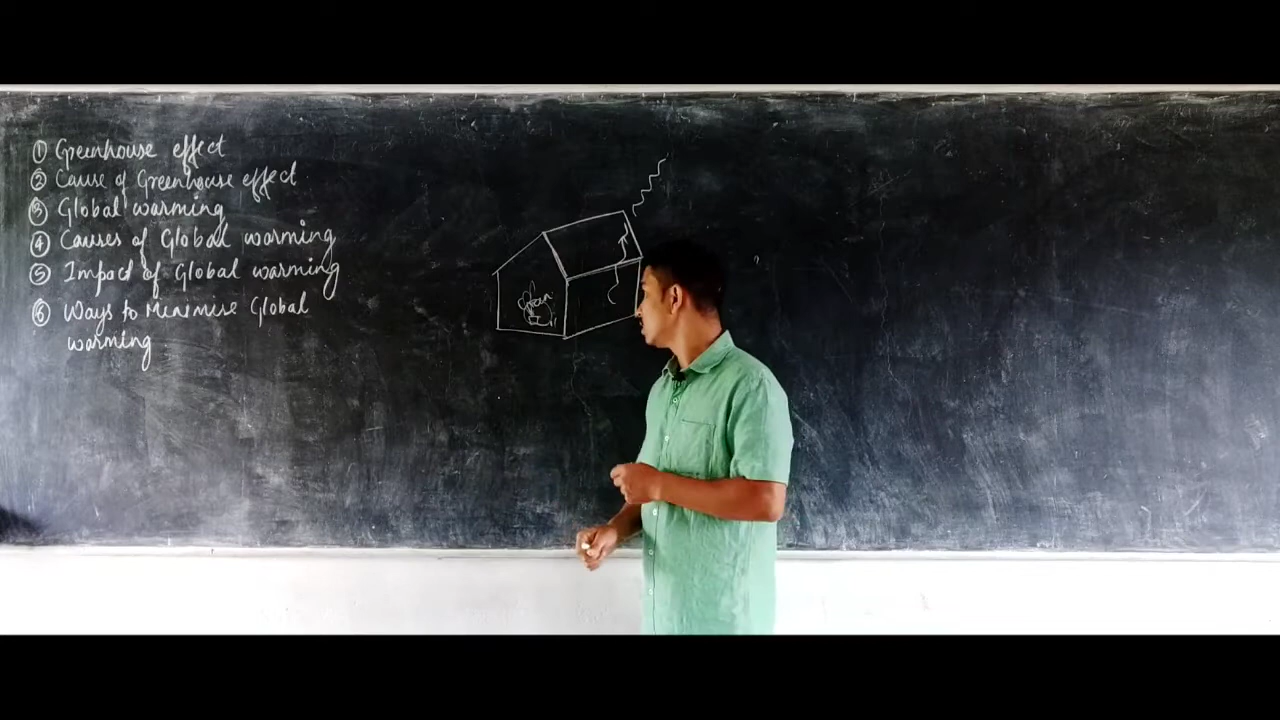 ① Greenhouse effect
② Cause of Greenhouse effect
③ Global warming
④ Causes of Global warming
⑤ Impact of Global warming
⑥ Ways to Minimise Global
warming